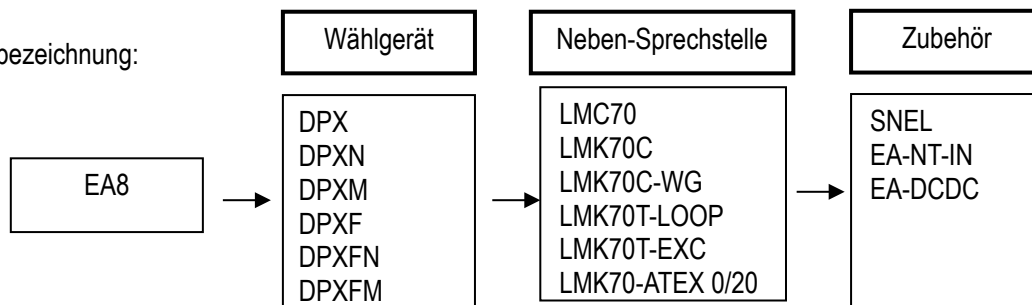 bezeichnung:
Wählgerät
Neben-Sprechstelle
Zubehör
EA8
DPX
DPXN
DPXM
DPXF
DPXFN
DPXFM
LMC70
LMK70C
LMK70C-WG
LMK70T-LOOP
LMK70T-EXC
LMK70-ATEX 0/20
SNEL
EA-NT-IN
EA-DCDC